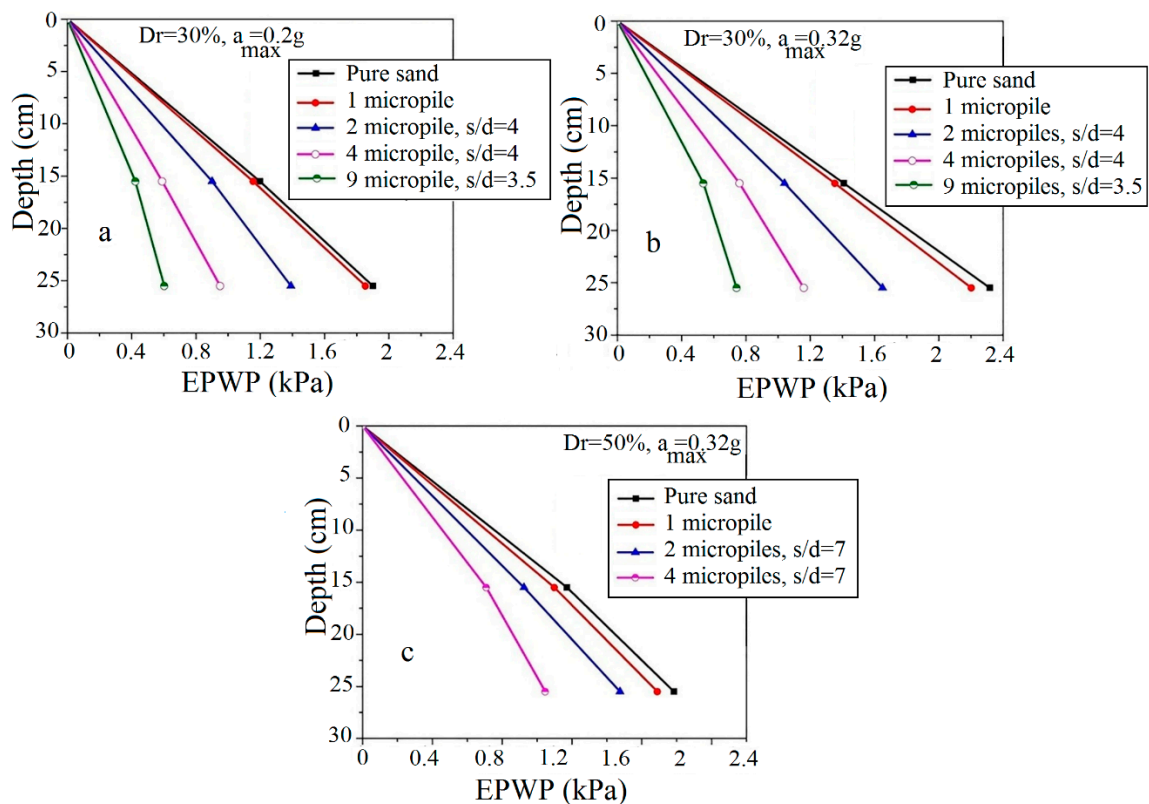 Dr=30%, a max=0.2g
Pure sand
1 micropile
2 micropile, s/d=4
4 micropile, s/d=4
9 micropile, s/d=3.5
a
Depth (cm)
0
5
10
15
20
25
30
0 0.4 0.8 1.2 1.6 2 2.4
EPWP (kPa)
Dr=30%, a max=0.32g
Pure sand
1 micropile
2 micropiles, s/d=4
4 micropiles, s/d=4
9 micropiles, s/d=3.5
b
Depth (cm)
0
5
10
15
20
25
30
0 0.4 0.8 1.2 1.6 2 2.4
EPWP (kPa)
Dr=50%, a max=0.32g
Pure sand
1 micropile
2 micropiles, s/d=7
4 micropiles, s/d=7
c
Depth (cm)
0
5
10
15
20
25
30
0 0.4 0.8 1.2 1.6 2 2.4
EPWP (kPa)